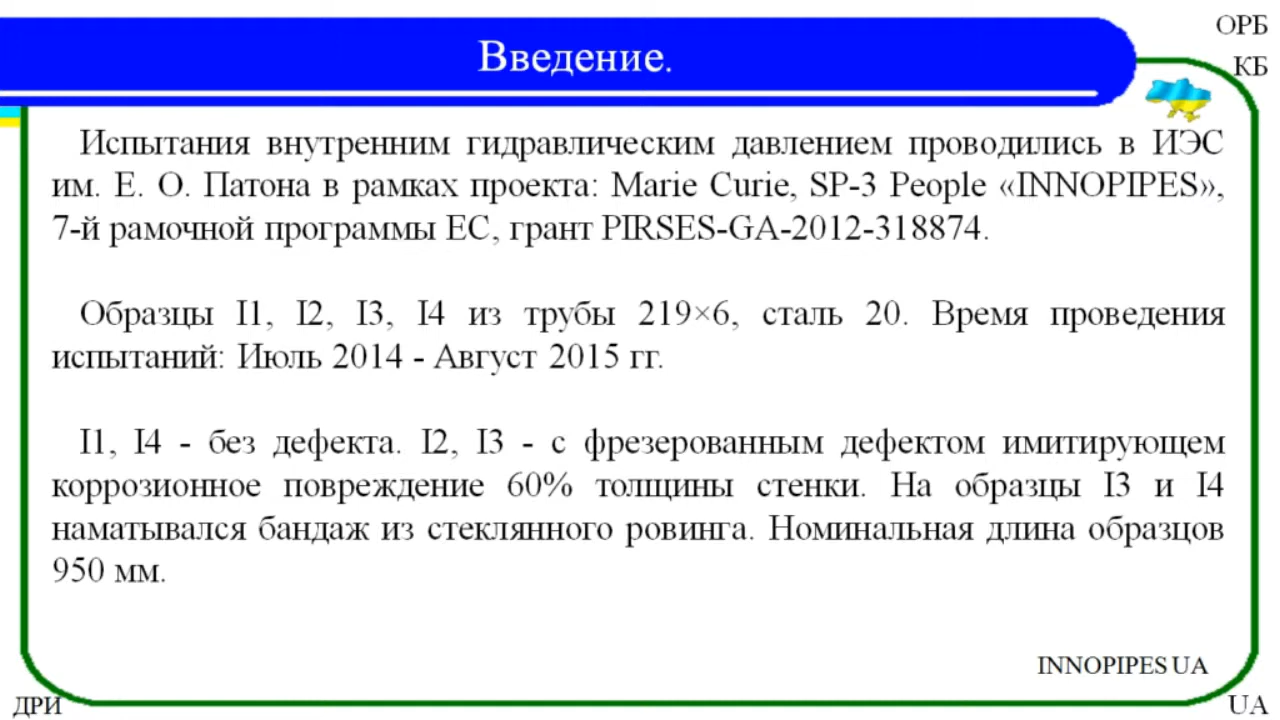 ОРБ
Введение.
КБ
Испытания внутренним гидравлическим давлением проводились в ИЭС
им. Е. О. Патона в рамках проекта: Marie Curie, SP-3 People «INNOPIPES»,
7-й рамочной программы ЕС, грант PIRSES-GA-2012-318874.
Образцы I1, I2, I3, I4 из трубы 219×6, сталь 20. Время проведения
испытаний: Июль 2014 - Август 2015 гг.
I1, I4 - без дефекта. I2, I3 - с фрезерованным дефектом имитирующем
коррозионное повреждение 60% толщины стенки. На образцы I3 и I4
наматывался бандаж из стеклянного ровинга. Номинальная длина образцов
950 мм.
INNOPIPES UA
ДРИ
UA